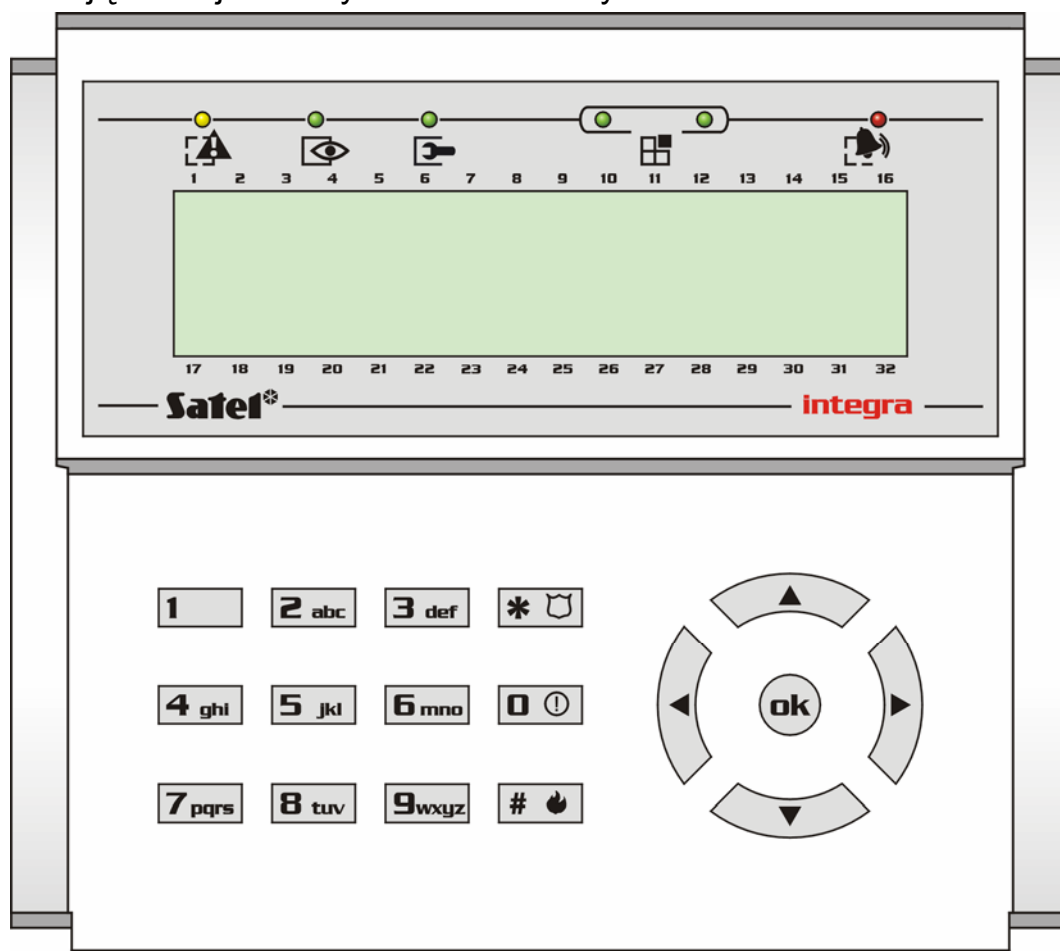 1 2 3 4 5 6 7 8 9 10 11 12 13 14 15 16
17 18 19 20 21 22 23 24 25 26 27 28 29 30 31 32
Satel integra
1 2 abc 3 def *
4 ghi 5 jkl 6 mno 0 ok
7 pqrs 8 tuv 9 wxyz #